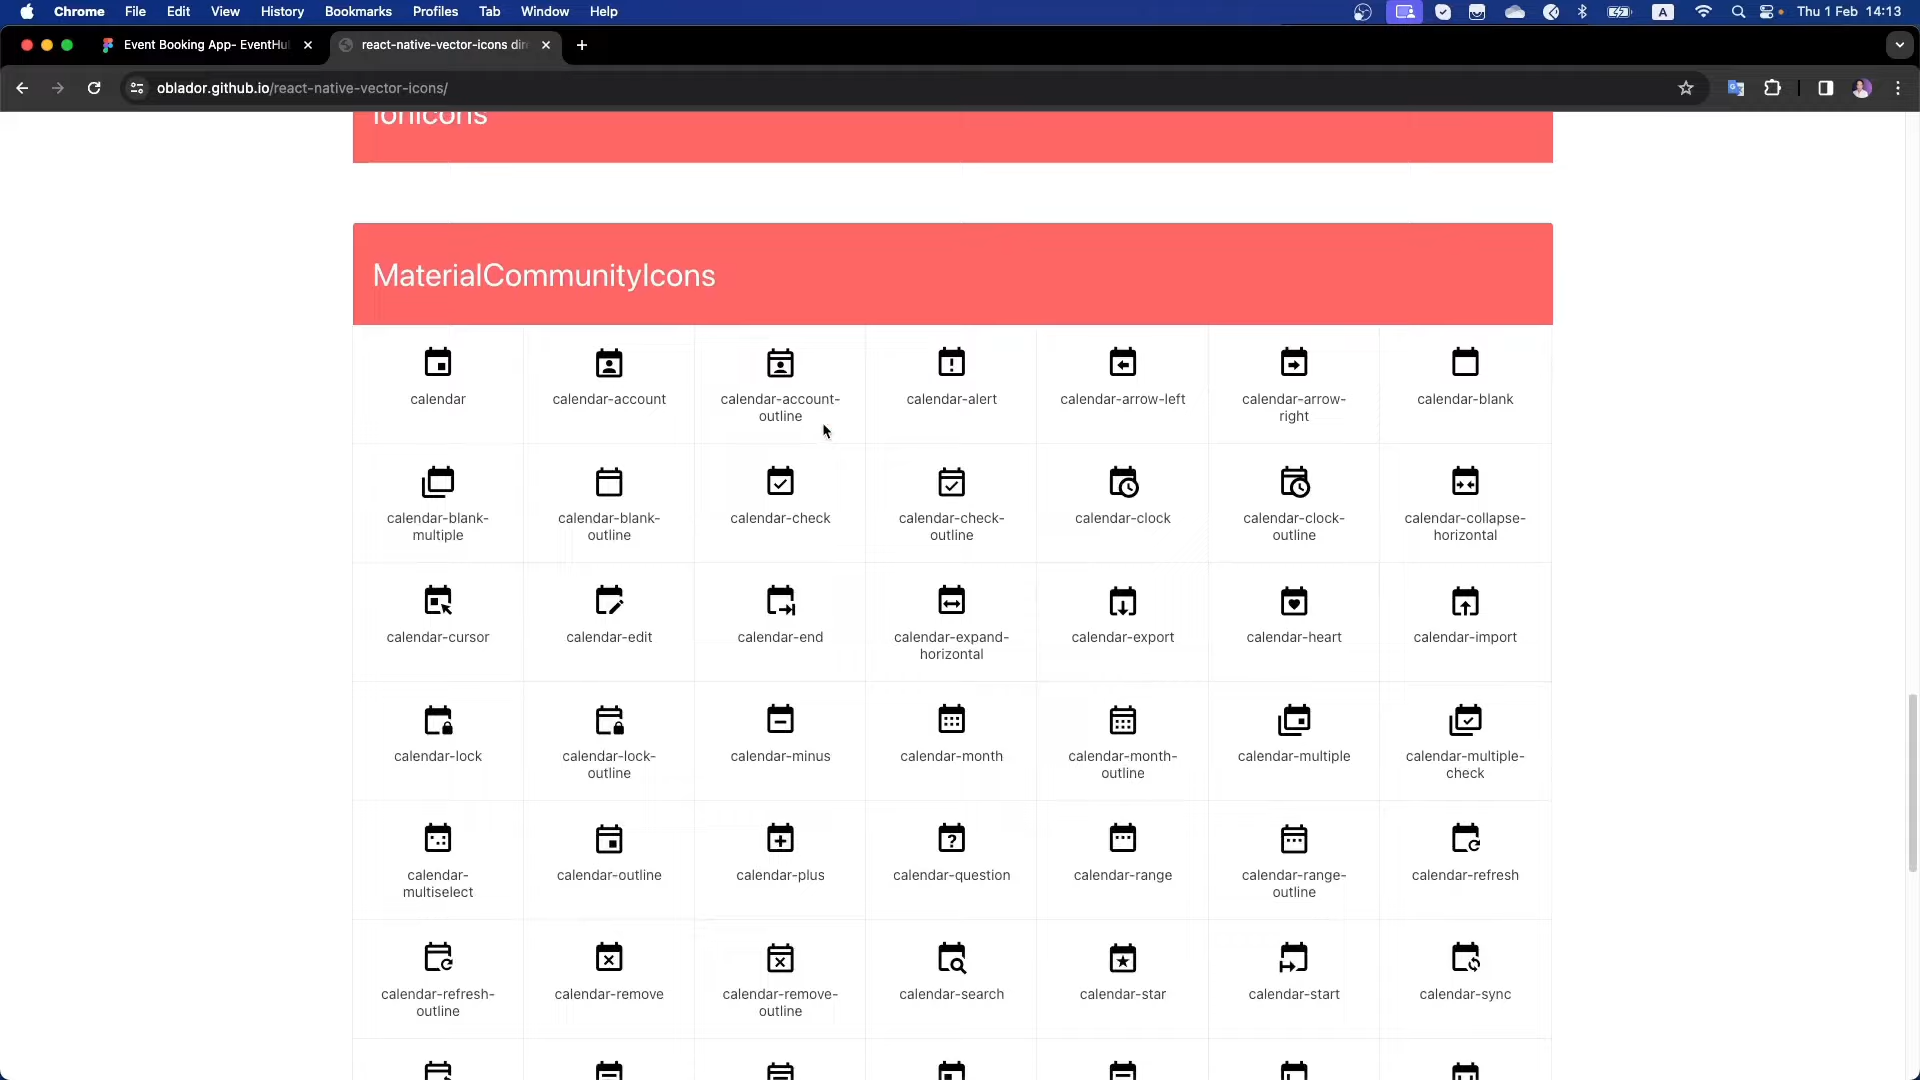 Chrome File Edit View History Bookmarks Profiles Tab Window Help
A
Thu 1 Feb 14:13
Event Booking App- EventHu
react-native-vector-icons dir
oblador.github.io/react-native-vector-icons/
Ionicons
MaterialCommunityIcons
calendar
calendar-account
calendar-account-
outline
calendar-alert
calendar-arrow-left
calendar-arrow-
right
calendar-blank
calendar-blank-
multiple
calendar-blank-
outline
calendar-check
calendar-check-
outline
calendar-clock
calendar-clock-
outline
calendar-collapse-
horizontal
calendar-cursor
calendar-edit
calendar-end
calendar-expand-
horizontal
calendar-export
calendar-heart
calendar-import
calendar-lock
calendar-lock-
outline
calendar-minus
calendar-month
calendar-month-
outline
calendar-multiple
calendar-multiple-
check
calendar-
multiselect
calendar-outline
calendar-plus
calendar-question
calendar-range
calendar-range-
outline
calendar-refresh
calendar-refresh-
outline
calendar-remove
calendar-remove-
outline
calendar-search
calendar-star
calendar-start
calendar-sync